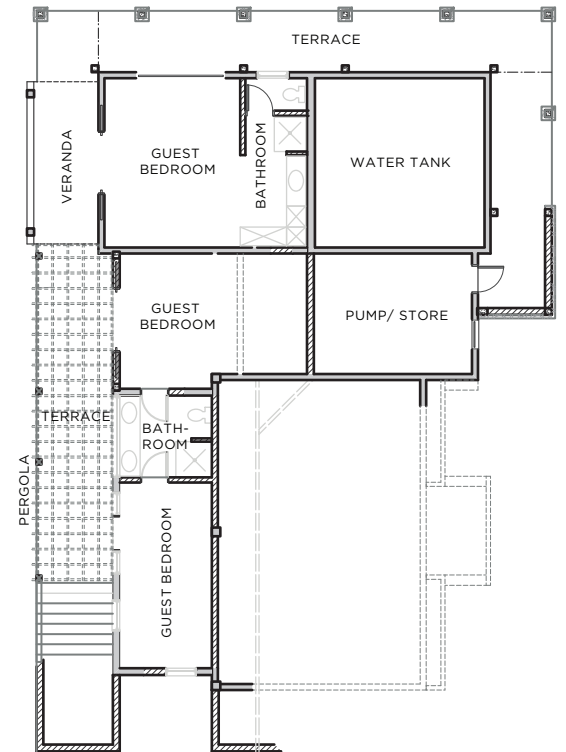 TERRACE
VERANDA
GUEST
BEDROOM
BATHROOM
WATER TANK
GUEST
BEDROOM
PUMP/ STORE
TERRACE
BATH-
ROOM
PERGOLA
GUEST BEDROOM